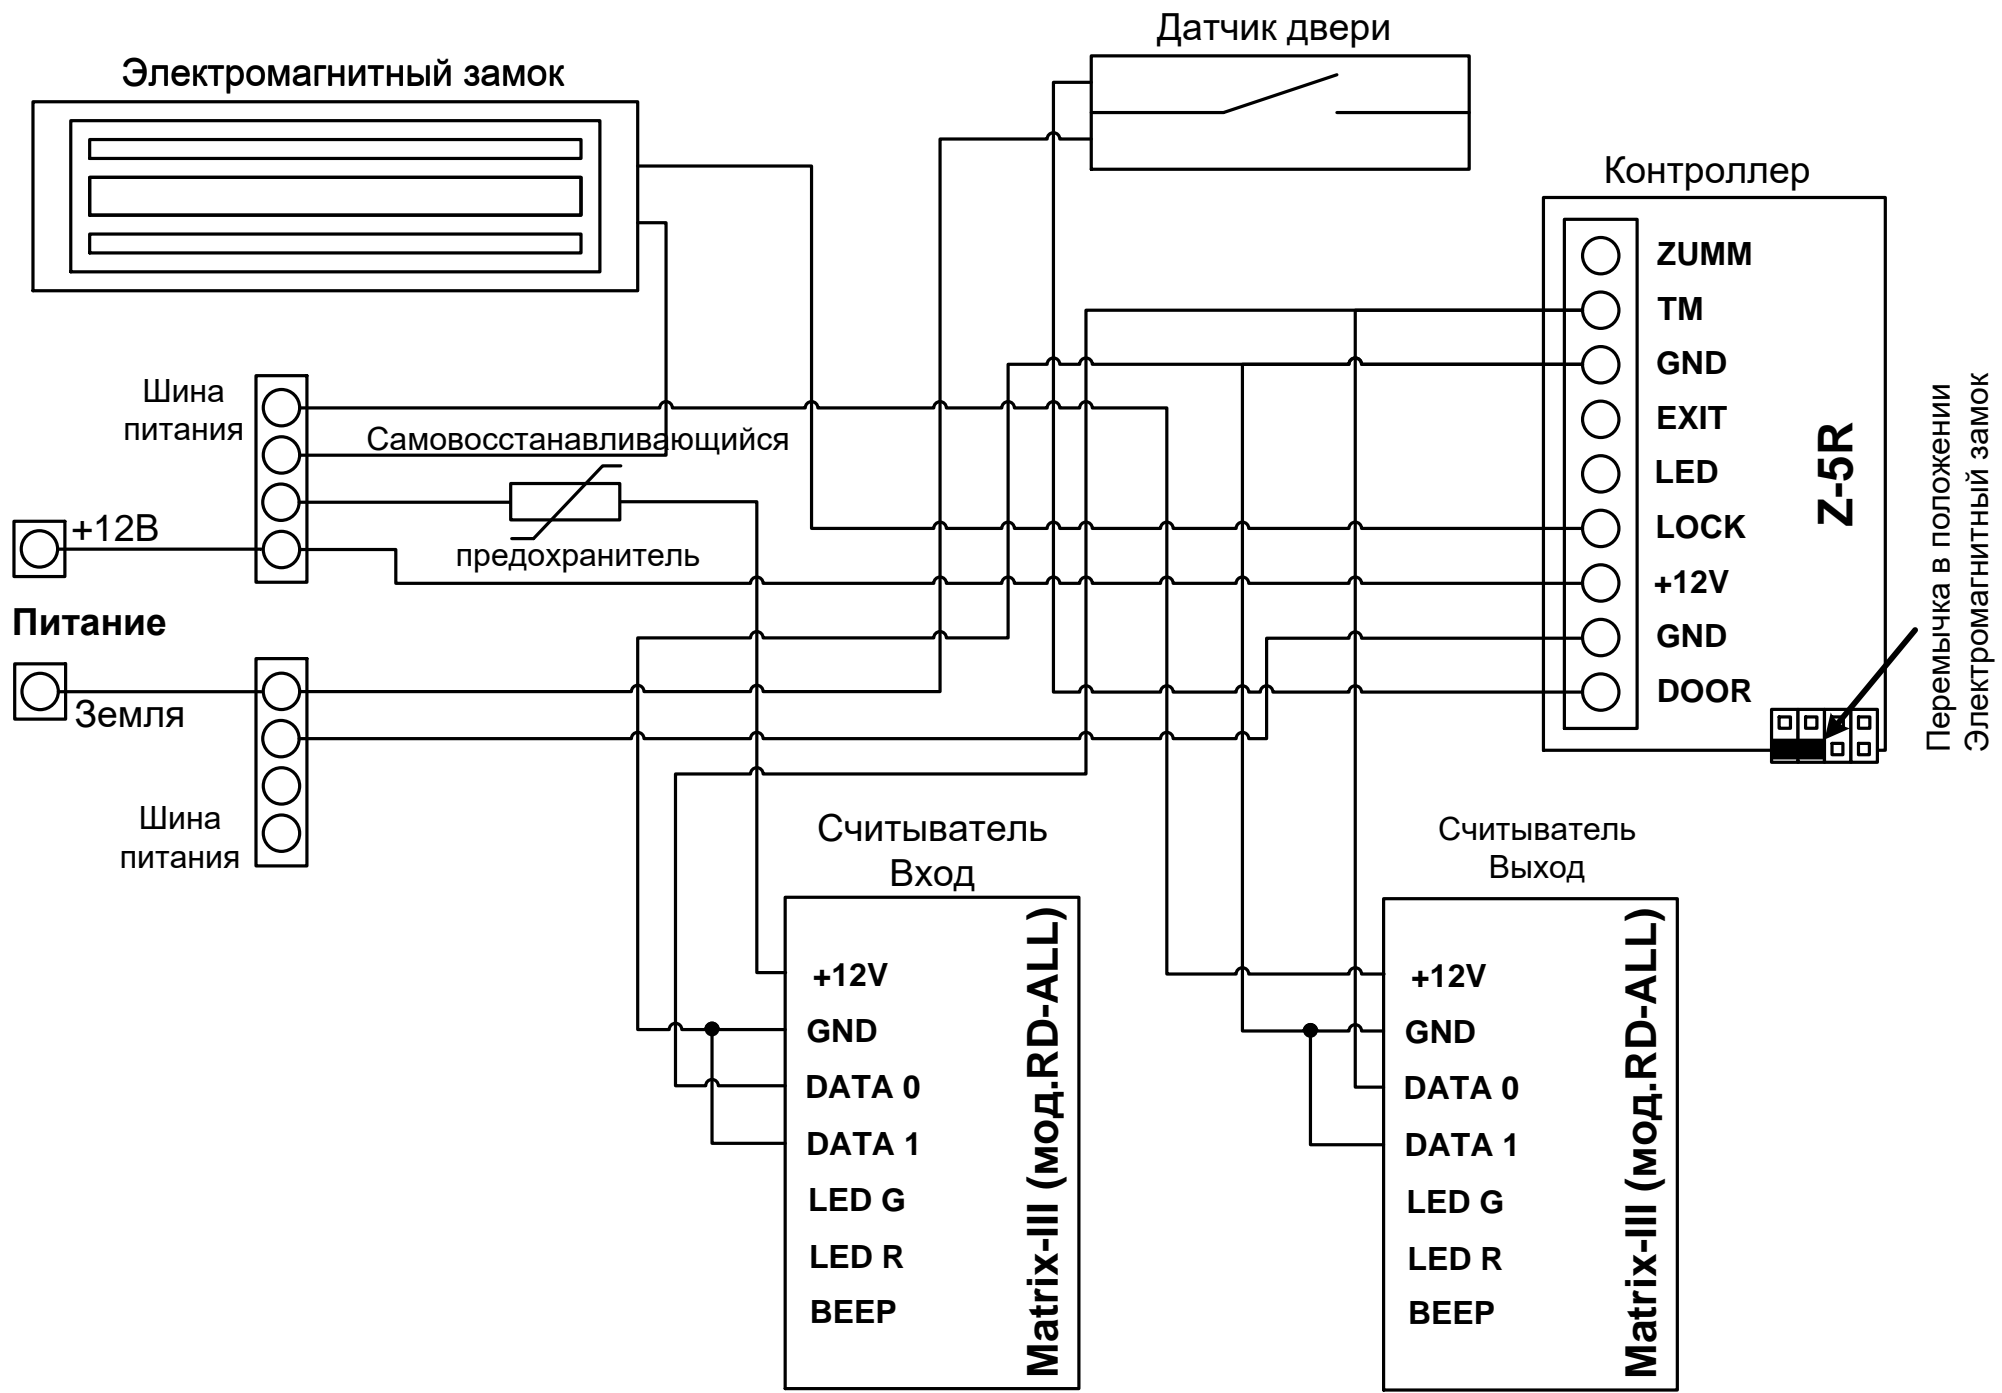 Датчик двери
Электромагнитный замок
Контроллер
ZUMM
TM
GND
EXIT
LED
LOCK
+12V
GND
DOOR
Z-5R
Перемычка в положении
Электромагнитный замок
Шина
питания
Самовосстанавливающийся
предохранитель
+12В
Питание
Земля
Шина
питания
Считыватель
Вход
+12V
GND
DATA 0
DATA 1
LED G
LED R
BEEP
Matrix-III (мод.RD-ALL)
Считыватель
Выход
+12V
GND
DATA 0
DATA 1
LED G
LED R
BEEP
Matrix-III (мод.RD-ALL)